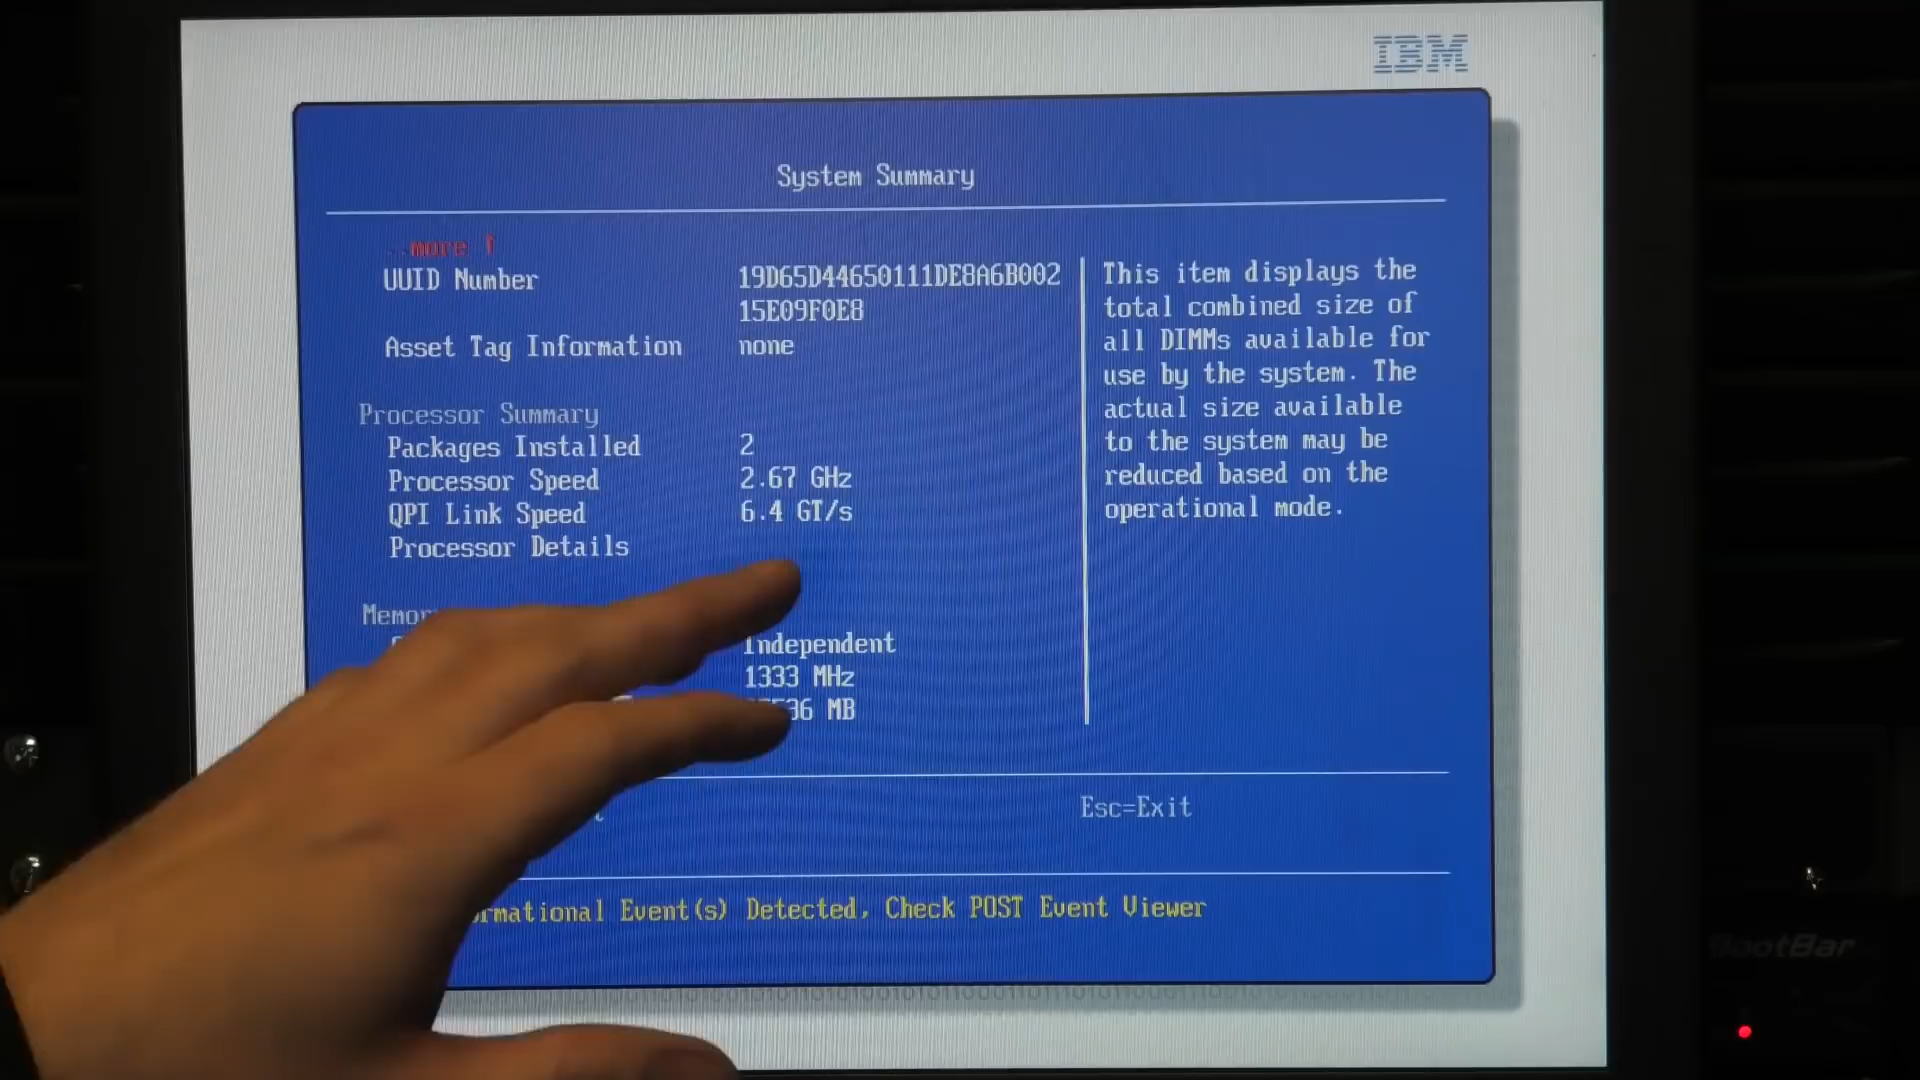 IBM
System Summary
..more ↑
UUID Number 19D65D44650111DE8A6B002
15E09F0E8
Asset Tag Information none
Processor Summary
Packages Installed 2
Processor Speed 2.67 GHz
QPI Link Speed 6.4 GT/s
Processor Details
Independent
1333 MHz
MB
This item displays the
total combined size of
all DIMMs available for
use by the system. The
actual size available
to the system may be
reduced based on the
operational mode.
Esc=Exit
Event(s) Detected, Check POST Event Viewer
BootBar